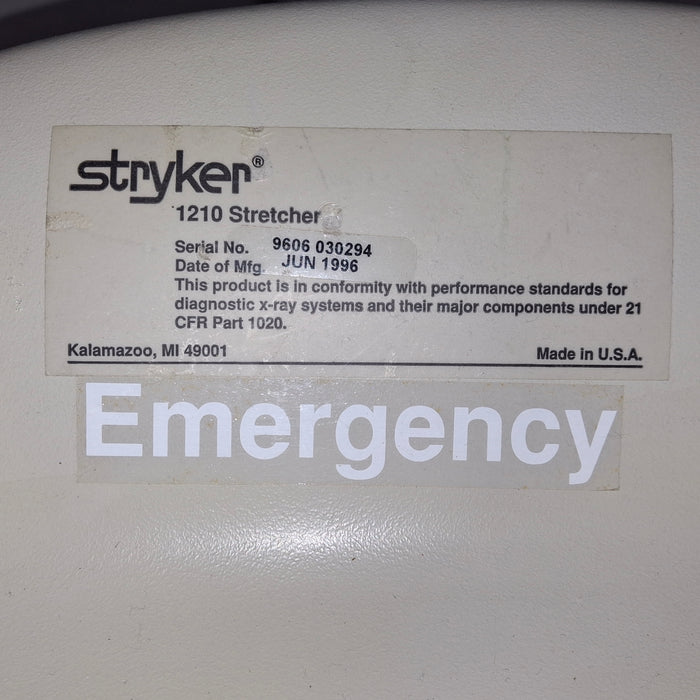 stryker®
1210 Stretcher
Serial No. 9606 030294
Date of Mfg. JUN 1996
This product is in conformity with performance standards for
diagnostic x-ray systems and their major components under 21
CFR Part 1020.
Kalamazoo, MI 49001 Made in U.S.A.
Emergency